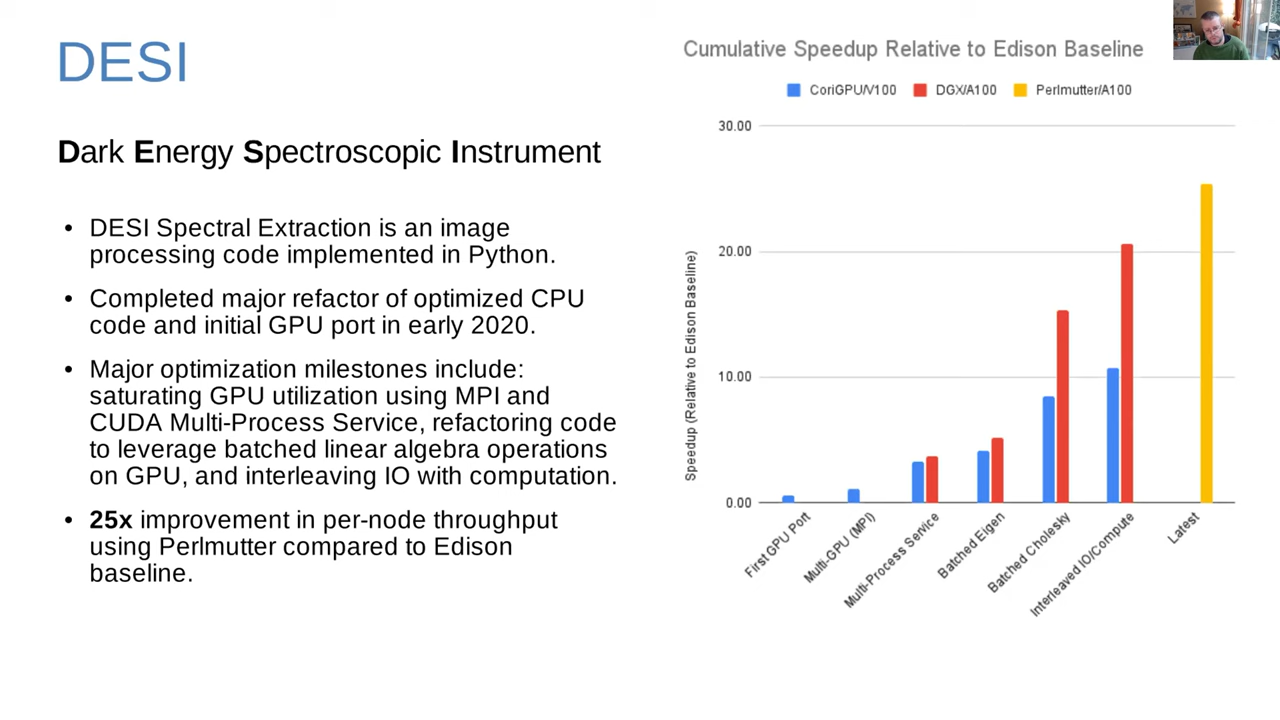 DESI
Dark Energy Spectroscopic Instrument
• DESI Spectral Extraction is an image
processing code implemented in Python.
• Completed major refactor of optimized CPU
code and initial GPU port in early 2020.
• Major optimization milestones include:
saturating GPU utilization using MPI and
CUDA Multi-Process Service, refactoring code
to leverage batched linear algebra operations
on GPU, and interleaving IO with computation.
• 25x improvement in per-node throughput
using Perlmutter compared to Edison
baseline.
Cumulative Speedup Relative to Edison Baseline
CoriGPU/V100 DGX/A100 Perlmutter/A100
Speedup (Relative to Edison Baseline)
30.00
20.00
10.00
0.00
First GPU Port
Multi-GPU (MPI)
Multi-Process Service
Batched Eigen
Batched Cholesky
Interleaved IO/Compute
Latest